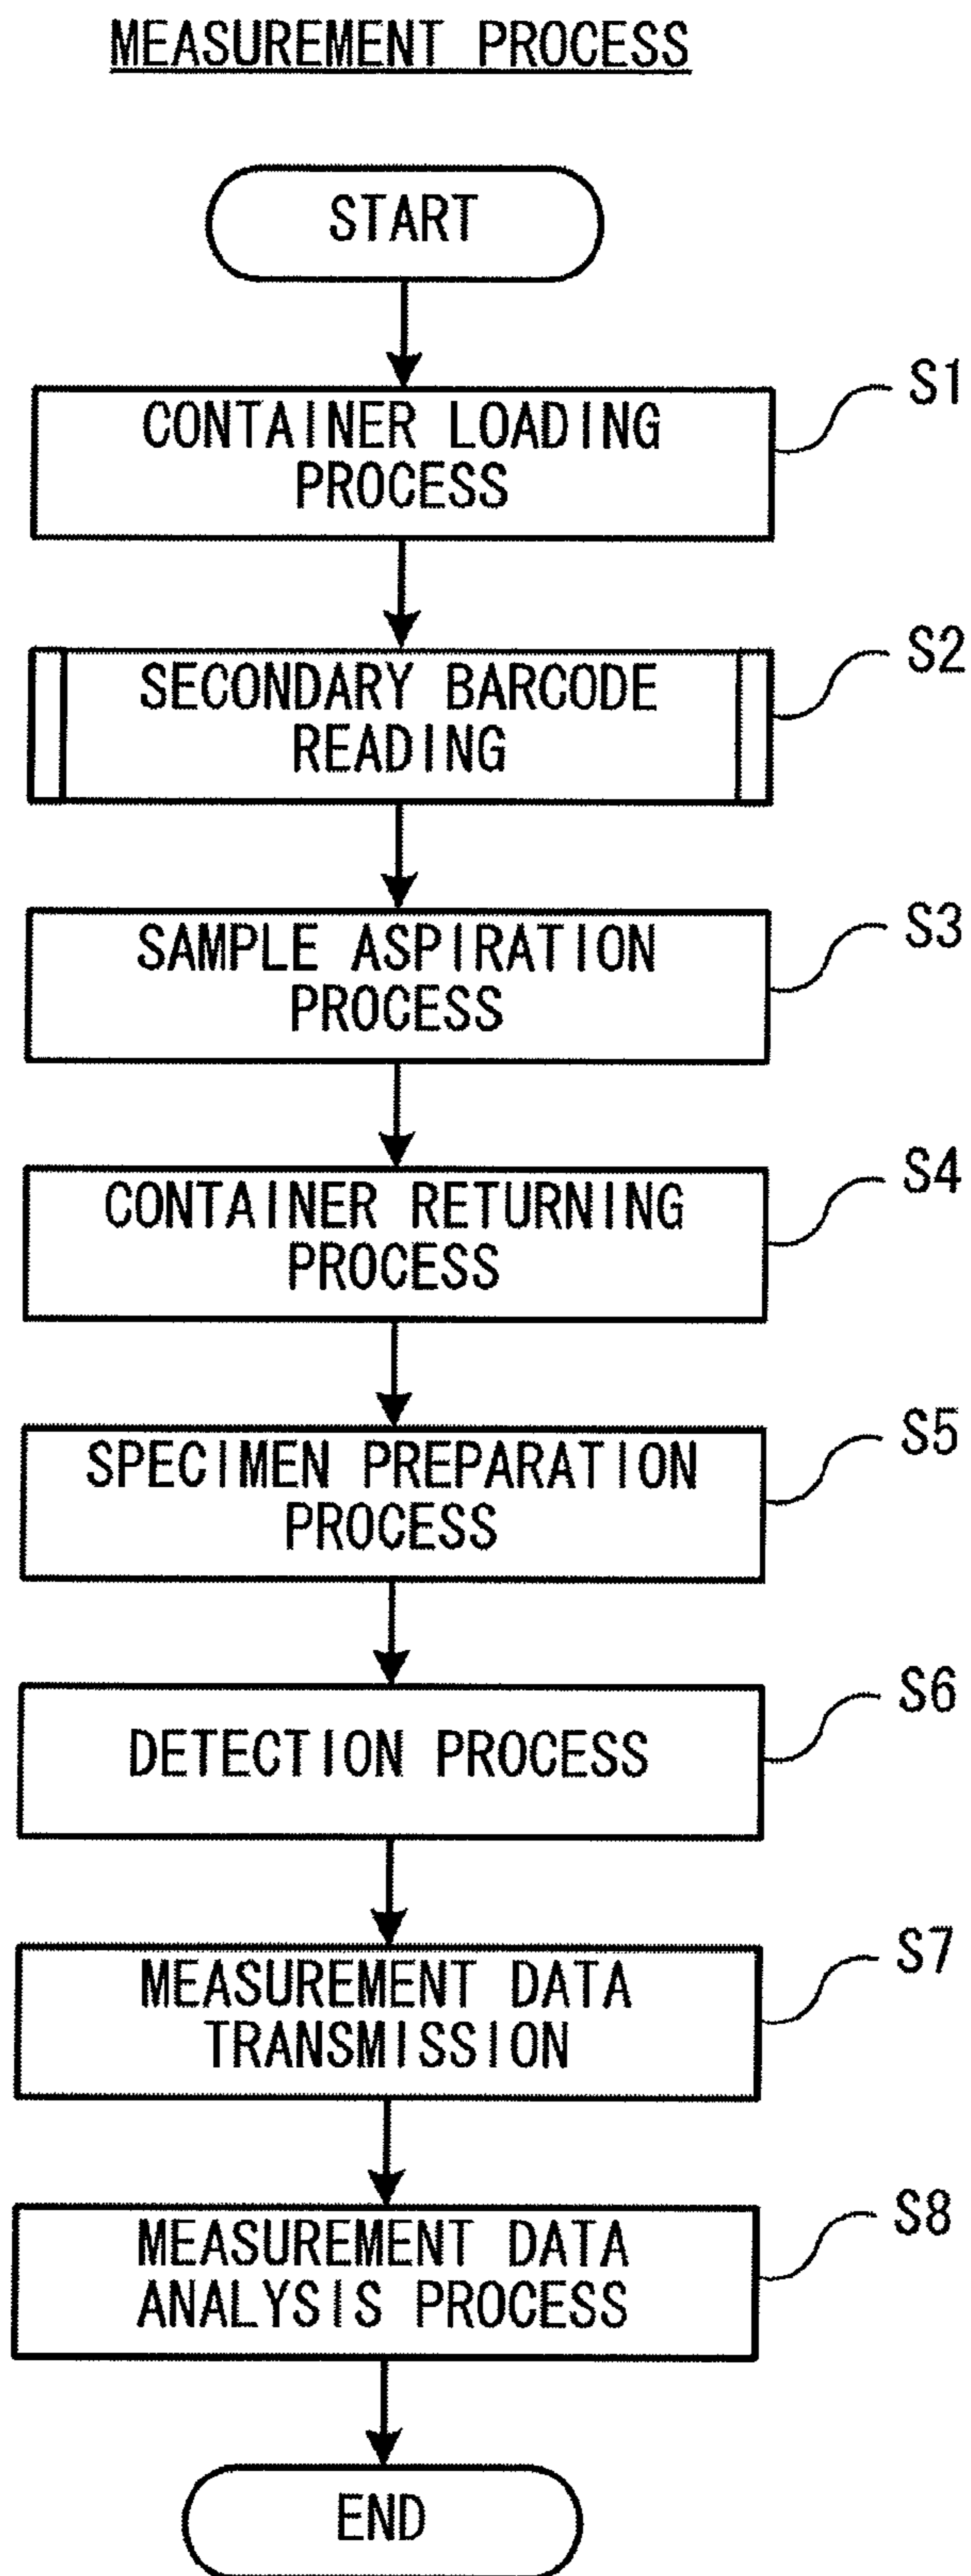 MEASUREMENT PROCESS
START
CONTAINER LOADING
PROCESS
S1
SECONDARY BARCODE
READING
S2
SAMPLE ASPIRATION
PROCESS
S3
CONTAINER RETURNING
PROCESS
S4
SPECIMEN PREPARATION
PROCESS
S5
DETECTION PROCESS
S6
MEASUREMENT DATA
TRANSMISSION
S7
MEASUREMENT DATA
ANALYSIS PROCESS
S8
END